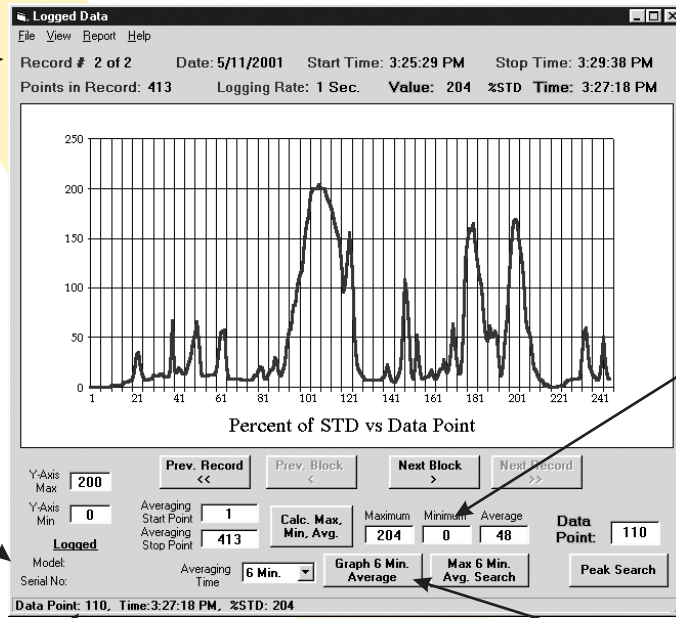 Logged Data
File View Report Help
Record # 2 of 2 Date: 5/11/2001 Start Time: 3:25:29 PM Stop Time: 3:29:38 PM
Points in Record: 413 Logging Rate: 1 Sec. Value: 204 %STD Time: 3:27:18 PM
250
200
150
100
50
0
1 21 41 61 81 101 121 141 161 181 201 221 241
Percent of STD vs Data Point
Prev. Record << Prev. Block < Next Block > Next Record >>
Y-Axis Max 200
Y-Axis Min 0
Averaging Start Point 1
Averaging Stop Point 413
Calc. Max, Min, Avg.
Maximum Minimum Average
204 0 48
Data Point: 110
Logged
Model:
Serial No:
Averaging Time 6 Min.
Graph 6 Min. Average
Max 6 Min. Avg. Search
Peak Search
Data Point: 110, Time:3:27:18 PM, %STD: 204